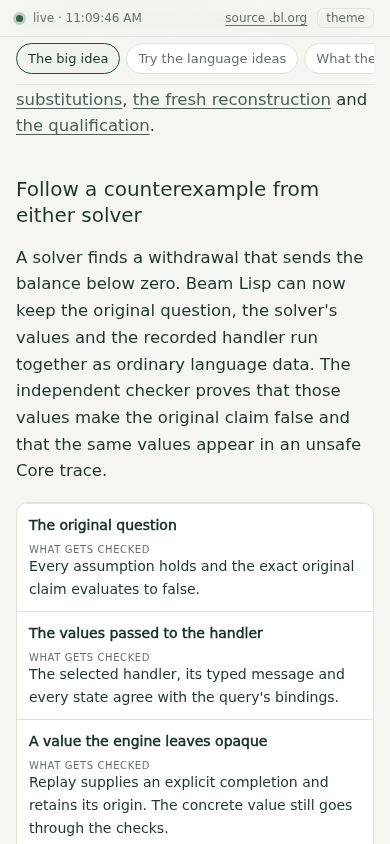 live · 11:09:46 AM
source .bl.org
theme
The big idea
Try the language ideas
What the
substitutions, the fresh reconstruction and
the qualification.
Follow a counterexample from
either solver
A solver finds a withdrawal that sends the
balance below zero. Beam Lisp can now
keep the original question, the solver's
values and the recorded handler run
together as ordinary language data. The
independent checker proves that those
values make the original claim false and
that the same values appear in an unsafe
Core trace.
The original question
WHAT GETS CHECKED
Every assumption holds and the exact original
claim evaluates to false.
The values passed to the handler
WHAT GETS CHECKED
The selected handler, its typed message and
every state agree with the query's bindings.
A value the engine leaves opaque
WHAT GETS CHECKED
Replay supplies an explicit completion and
retains its origin. The concrete value still goes
through the checks.